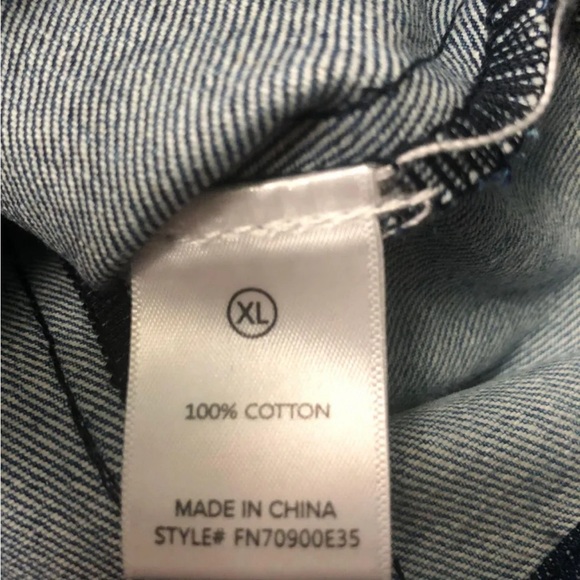 XL
100% COTTON
MADE IN CHINA
STYLE# FN70900E35